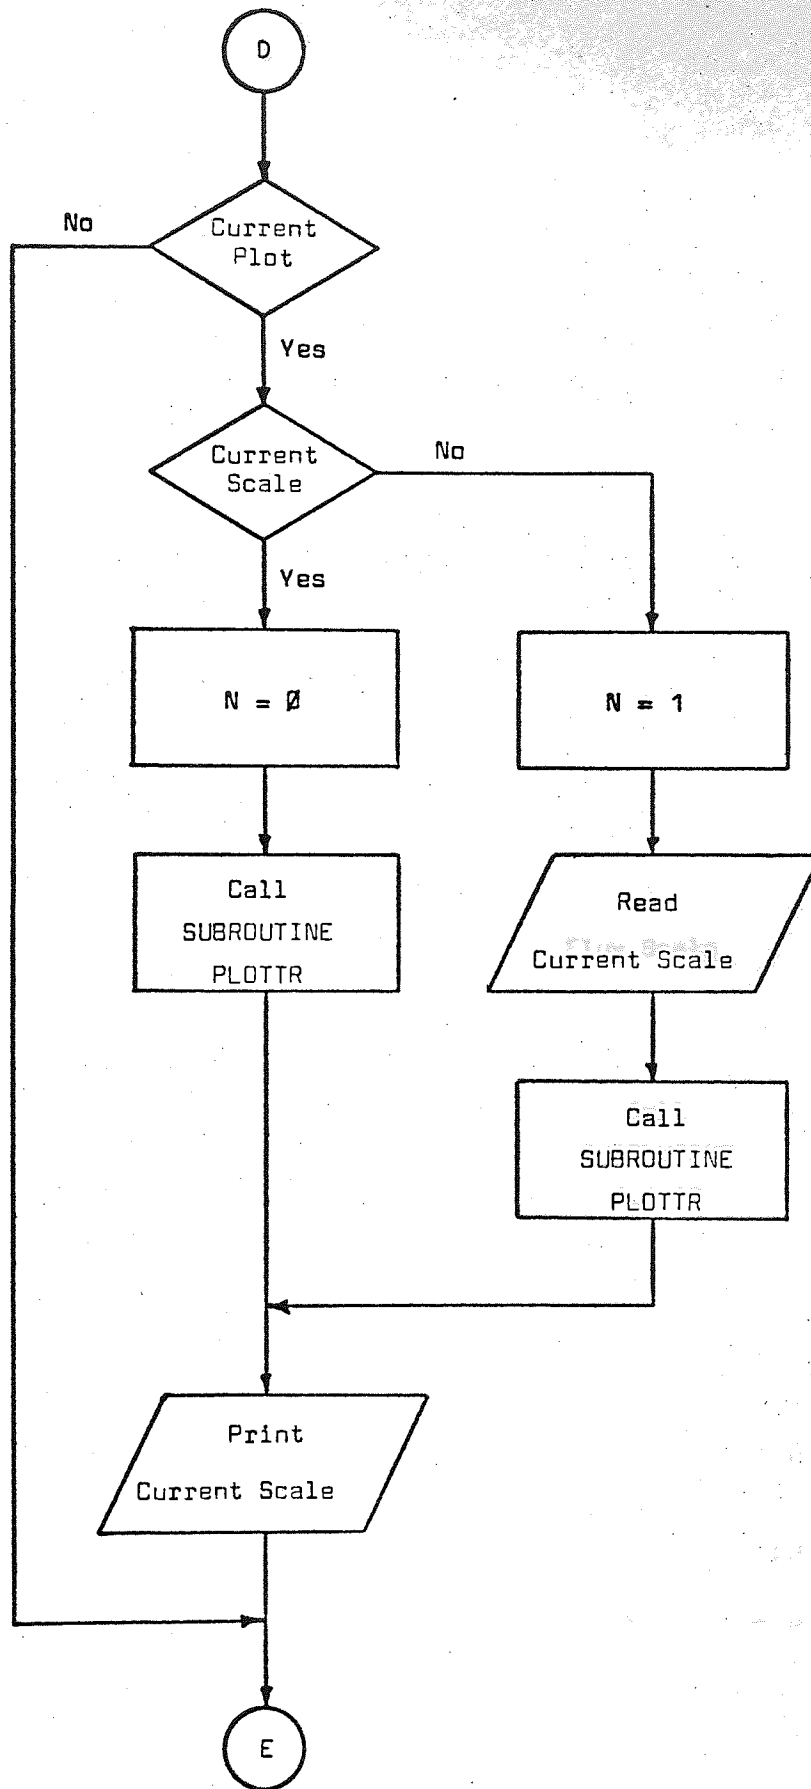 D
No
Current
Plot
Yes
Current
Scale
No
Yes
N = Ø
N = 1
Call
SUBROUTINE
PLOTTR
Read
Current Scale
Call
SUBROUTINE
PLOTTR
Print
Current Scale
E